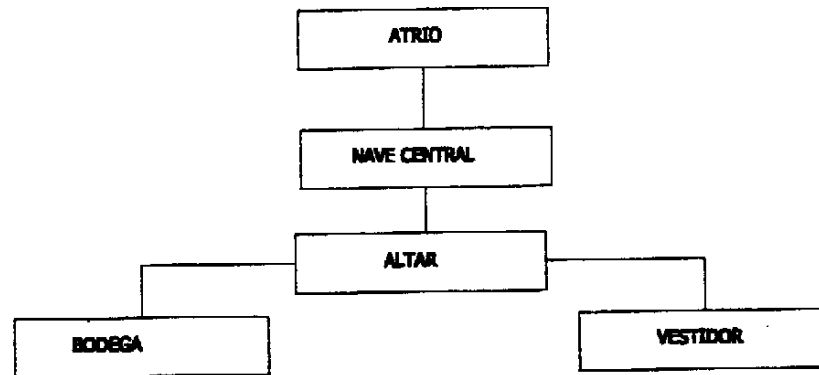 ATRIO
NAVE CENTRAL
ALTAR
BODEGA
VESTIDOR